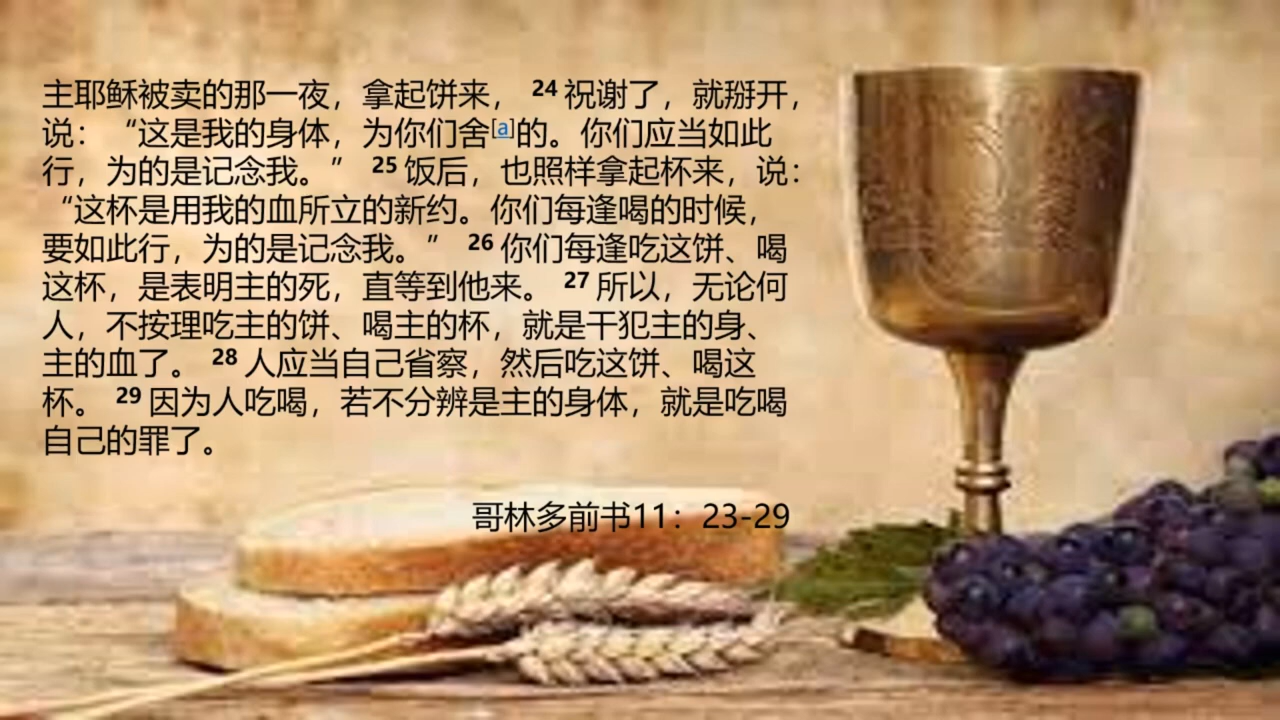 主耶稣被卖的那一夜，拿起饼来， 24 祝谢了，就掰开，
说：“这是我的身体，为你们舍[a]的。你们应当如此
行，为的是记念我。” 25 饭后，也照样拿起杯来，说：
“这杯是用我的血所立的新约。你们每逢喝的时候，
要如此行，为的是记念我。” 26 你们每逢吃这饼、喝
这杯，是表明主的死，直等到他来。 27 所以，无论何
人，不按理吃主的饼、喝主的杯，就是干犯主的身、
主的血了。 28 人应当自己省察，然后吃这饼、喝这
杯。 29 因为人吃喝，若不分辨是主的身体，就是吃喝
自己的罪了。
哥林多前书11：23-29